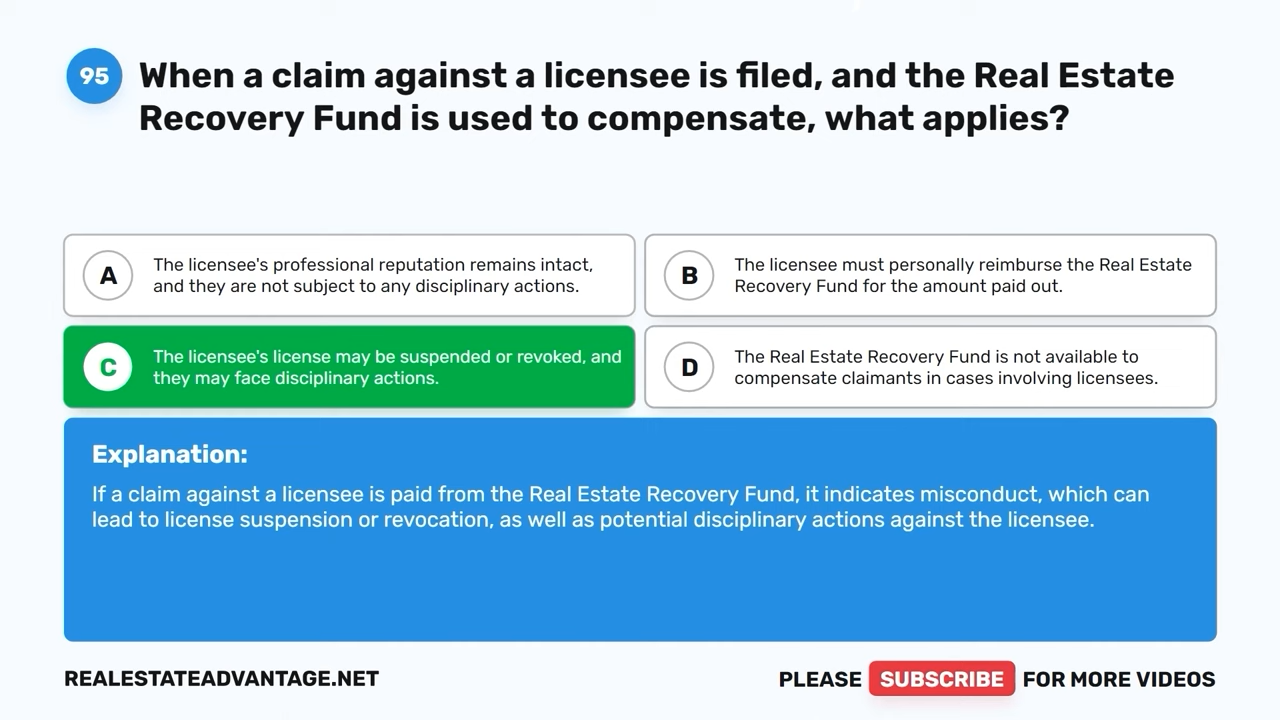 95
When a claim against a licensee is filed, and the Real Estate
Recovery Fund is used to compensate, what applies?
A
The licensee's professional reputation remains intact,
and they are not subject to any disciplinary actions.
B
The licensee must personally reimburse the Real Estate
Recovery Fund for the amount paid out.
C
The licensee's license may be suspended or revoked, and
they may face disciplinary actions.
D
The Real Estate Recovery Fund is not available to
compensate claimants in cases involving licensees.
Explanation:
If a claim against a licensee is paid from the Real Estate Recovery Fund, it indicates misconduct, which can
lead to license suspension or revocation, as well as potential disciplinary actions against the licensee.
REALESTATEADVANTAGE.NET
PLEASE SUBSCRIBE FOR MORE VIDEOS